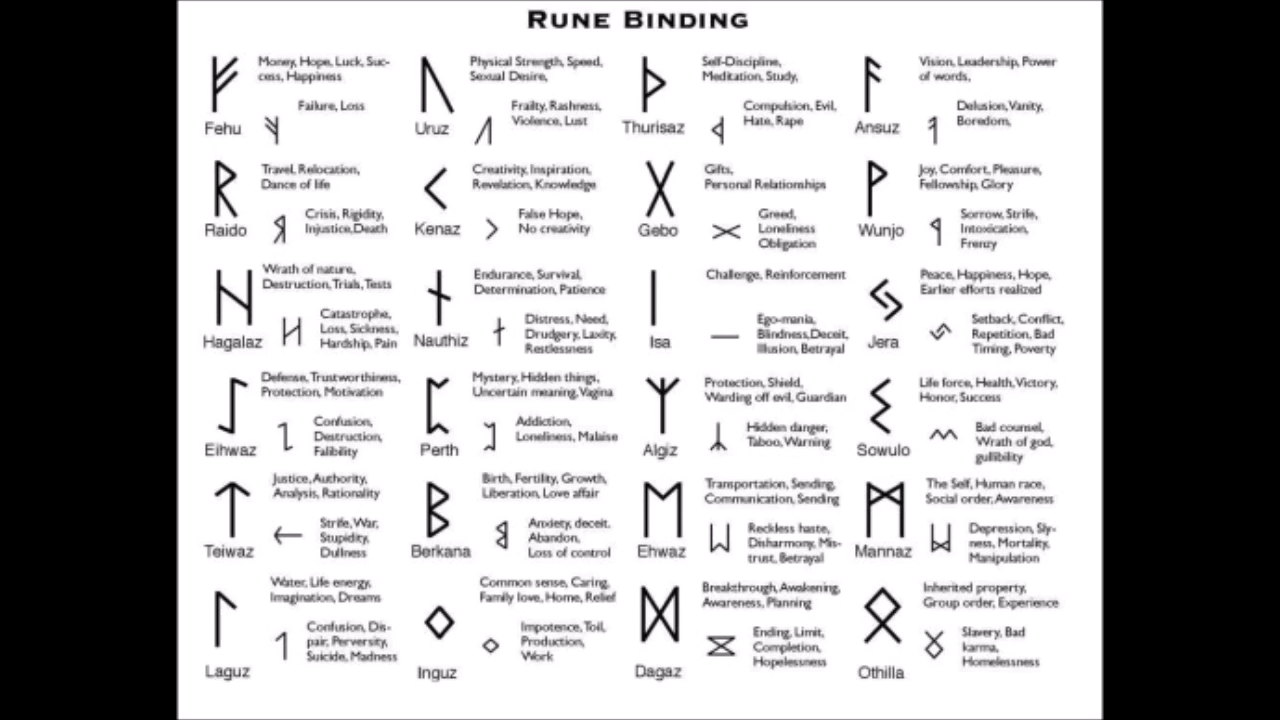 RUNE BINDING
Money, Hope, Luck, Suc-
cess, Happiness
Failure, Loss
Fehu
Physical Strength, Speed,
Sexual Desire,
Frailty, Rashness,
Violence, Lust
Uruz
Self-Discipline,
Meditation, Study,
Compulsion, Evil,
Hate, Rape
Thurisaz
Vision, Leadership, Power
of words,
Delusion, Vanity,
Boredom,
Ansuz
Travel, Relocation,
Dance of life
Crisis, Rigidity,
Injustice, Death
Raido
Creativity, Inspiration,
Revelation, Knowledge
False Hope,
No creativity
Kenaz
Gifts,
Personal Relationships
Greed,
Loneliness
Obligation
Gebo
Joy, Comfort, Pleasure,
Fellowship, Glory
Sorrow, Strife,
Intoxication,
Frenzy
Wunjo
Wrath of nature,
Destruction, Trials, Tests
Catastrophe,
Loss, Sickness,
Hardship, Pain
Hagalaz
Endurance, Survival,
Determination, Patience
Distress, Need,
Drudgery, Laxity,
Restlessness
Nauthiz
Challenge, Reinforcement
Ego-mania,
Blindness, Deceit,
Illusion, Betrayal
Isa
Peace, Happiness, Hope,
Earlier efforts realized
Setback, Conflict,
Repetition, Bad
Timing, Poverty
Jera
Defense, Trustworthiness,
Protection, Motivation
Confusion,
Destruction,
Falibility
Eihwaz
Mystery, Hidden things,
Uncertain meaning, Vagina
Addiction,
Loneliness, Malaise
Perth
Protection, Shield,
Warding off evil, Guardian
Hidden danger,
Taboo, Warning
Algiz
Life force, Health, Victory,
Honor, Success
Bad counsel,
Wrath of god,
gullibility
Sowulo
Justice, Authority,
Analysis, Rationality
Strife, War,
Stupidity,
Dullness
Teiwaz
Birth, Fertility, Growth,
Liberation, Love affair
Anxiety, deceit.
Abandon,
Loss of control
Berkana
Transportation, Sending,
Communication, Sending
Reckless haste,
Disharmony, Mis-
trust, Betrayal
Ehwaz
The Self, Human race,
Social order, Awareness
Depression, Sly-
ness, Mortality,
Manipulation
Mannaz
Water, Life energy,
Imagination, Dreams
Confusion, Dis-
pair, Perversity,
Suicide, Madness
Laguz
Common sense, Caring,
Family love, Home, Relief
Impotence, Toil,
Production,
Work
Inguz
Breakthrough, Awakening,
Awareness, Planning
Ending, Limit,
Completion,
Hopelessness
Dagaz
Inherited property,
Group order, Experience
Slavery, Bad
karma,
Homelessness
Othilla